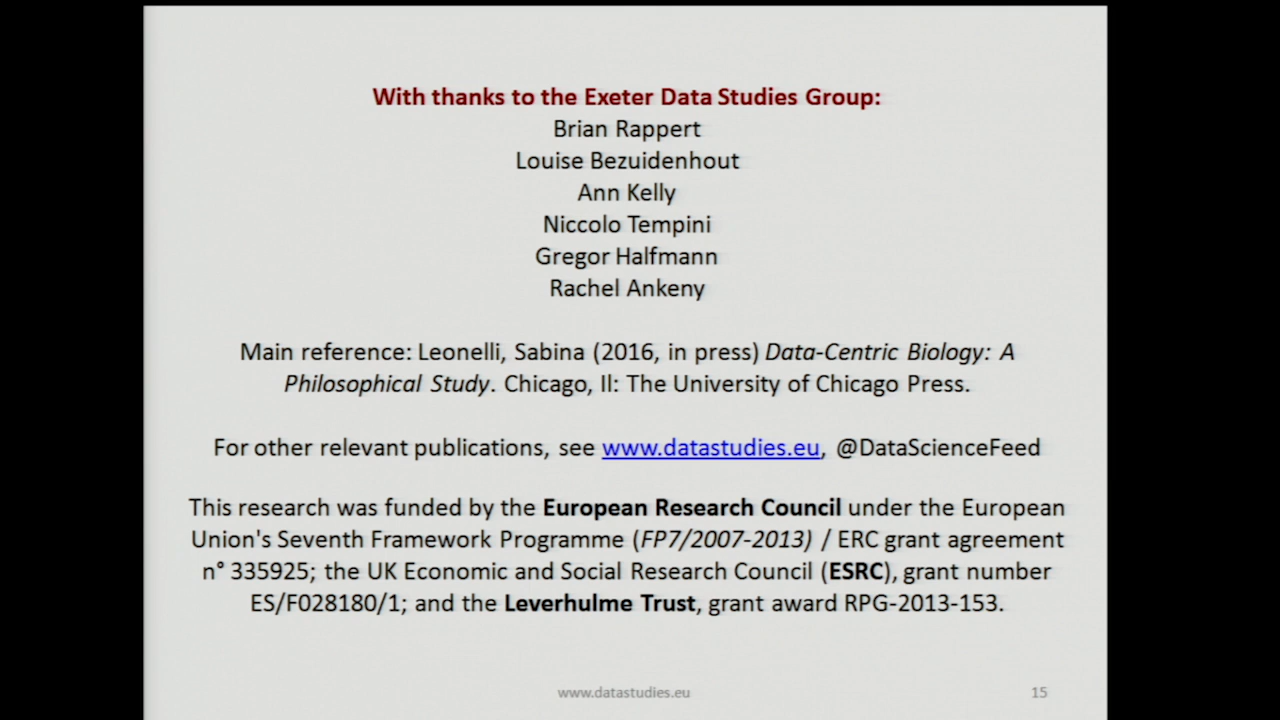 With thanks to the Exeter Data Studies Group:
Brian Rappert
Louise Bezuidenhout
Ann Kelly
Niccolo Tempini
Gregor Halfmann
Rachel Ankeny
Main reference: Leonelli, Sabina (2016, in press) Data-Centric Biology: A
Philosophical Study. Chicago, Il: The University of Chicago Press.
For other relevant publications, see www.datastudies.eu, @DataScienceFeed
This research was funded by the European Research Council under the European
Union's Seventh Framework Programme (FP7/2007-2013) / ERC grant agreement
n° 335925; the UK Economic and Social Research Council (ESRC), grant number
ES/F028180/1; and the Leverhulme Trust, grant award RPG-2013-153.
www.datastudies.eu
15